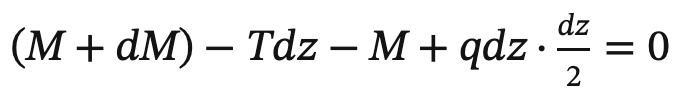 (M + dM) − Tdz − M + qdz · dz/2 = 0